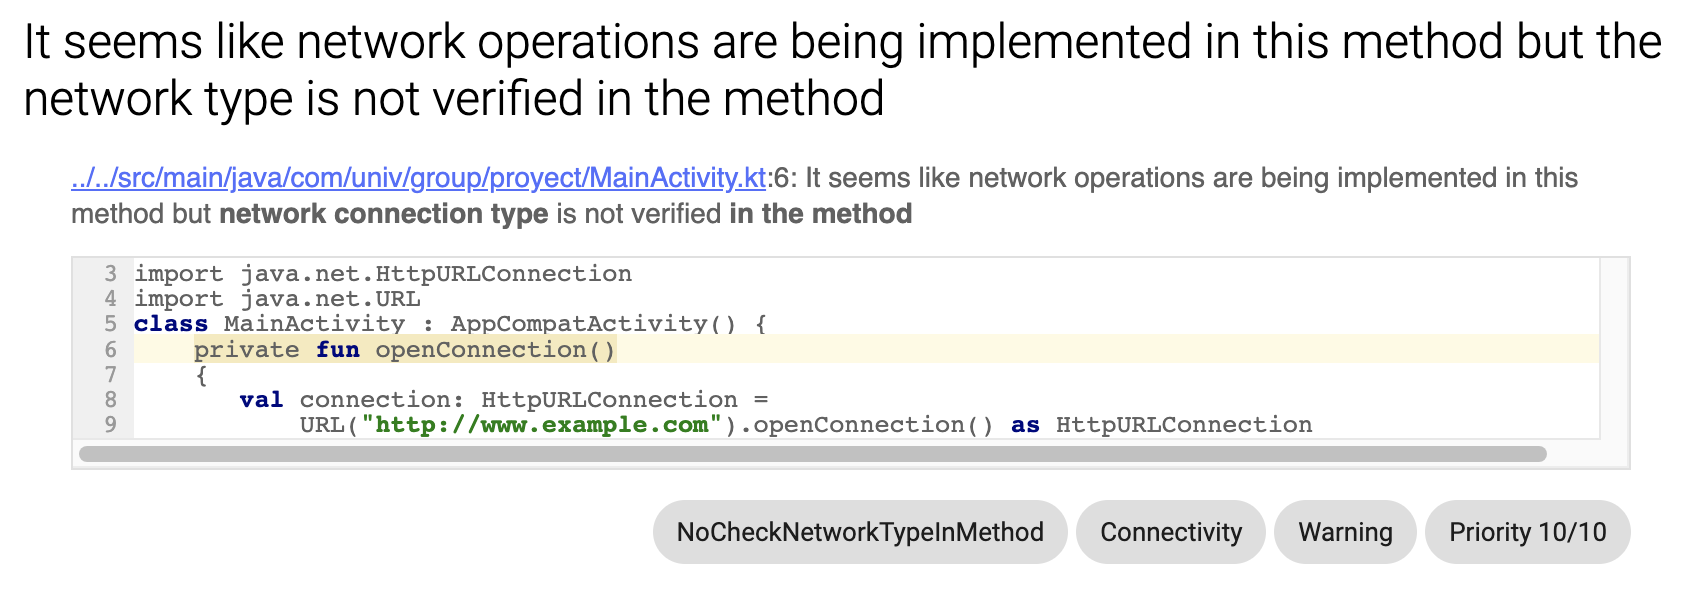 It seems like network operations are being implemented in this method but the
network type is not verified in the method
../../src/main/java/com/univ/group/proyect/MainActivity.kt:6: It seems like network operations are being implemented in this
method but network connection type is not verified in the method
3 import java.net.HttpURLConnection
4 import java.net.URL
5 class MainActivity : AppCompatActivity() {
6     private fun openConnection()
7     {
8        val connection: HttpURLConnection =
9            URL("http://www.example.com").openConnection() as HttpURLConnection
NoCheckNetworkTypeInMethod Connectivity Warning Priority 10/10